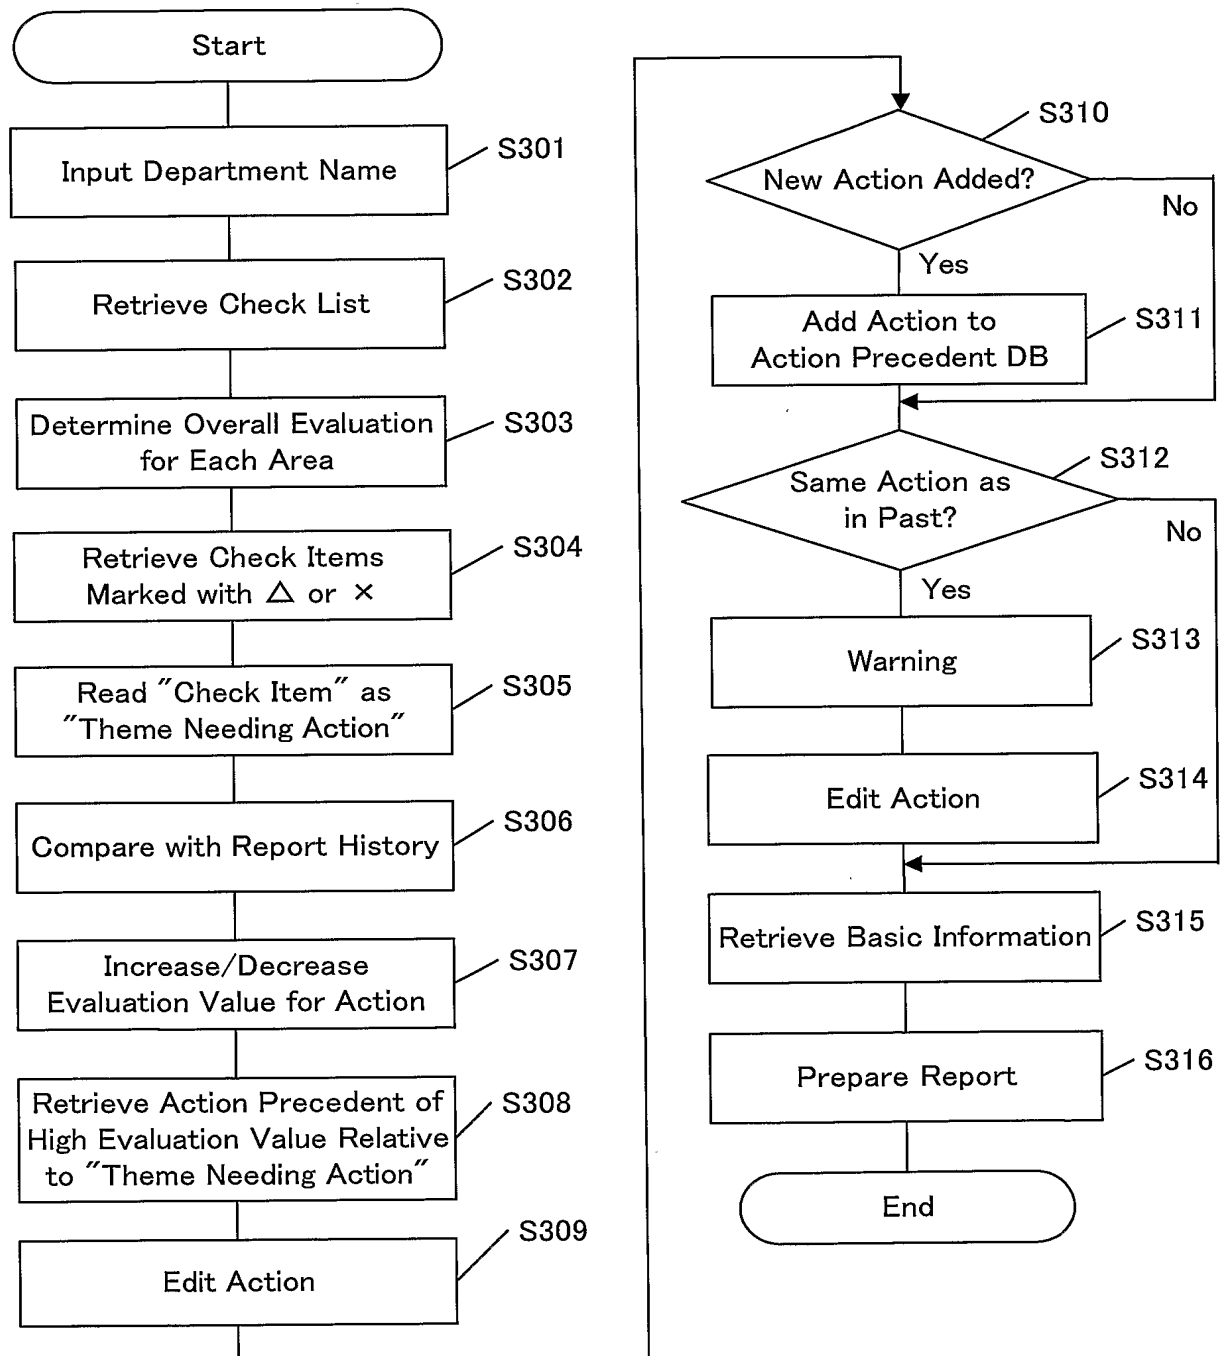 Start
Input Department Name
S301
Retrieve Check List
S302
Determine Overall Evaluation
for Each Area
S303
Retrieve Check Items
Marked with △ or ×
S304
Read "Check Item" as
"Theme Needing Action"
S305
Compare with Report History
S306
Increase/Decrease
Evaluation Value for Action
S307
Retrieve Action Precedent of
High Evaluation Value Relative
to "Theme Needing Action"
S308
Edit Action
S309
New Action Added?
S310
No
Yes
Add Action to
Action Precedent DB
S311
Same Action as
in Past?
S312
No
Yes
Warning
S313
Edit Action
S314
Retrieve Basic Information
S315
Prepare Report
S316
End